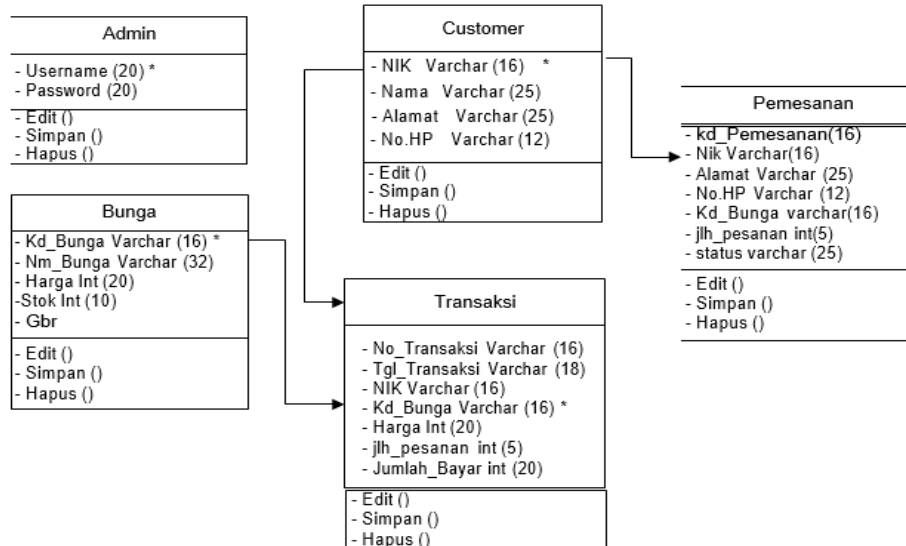 Admin
- Username (20) *
- Password (20)
- Edit ()
- Simpan ()
- Hapus ()
Customer
- NIK Varchar (16) *
- Nama Varchar (25)
- Alamat Varchar (25)
- No.HP Varchar (12)
- Edit ()
- Simpan ()
- Hapus ()
Pemesanan
- kd_Pemesanan(16)
- Nik Varchar(16)
- Alamat Varchar (25)
- No.HP Varchar (12)
- Kd_Bunga varchar(16)
- jlh_pesanan int(5)
- status varchar (25)
- Edit ()
- Simpan ()
- Hapus ()
Bunga
- Kd_Bunga Varchar (16) *
- Nm_Bunga Varchar (32)
- Harga Int (20)
-Stok Int (10)
- Gbr
- Edit ()
- Simpan ()
- Hapus ()
Transaksi
- No_Transaksi Varchar (16)
- Tgl_Transaksi Varchar (18)
- NIK Varchar (16)
- Kd_Bunga Varchar (16) *
- Harga Int (20)
- jlh_pesanan int (5)
- Jumlah_Bayar int (20)
- Edit ()
- Simpan ()
- Hapus ()